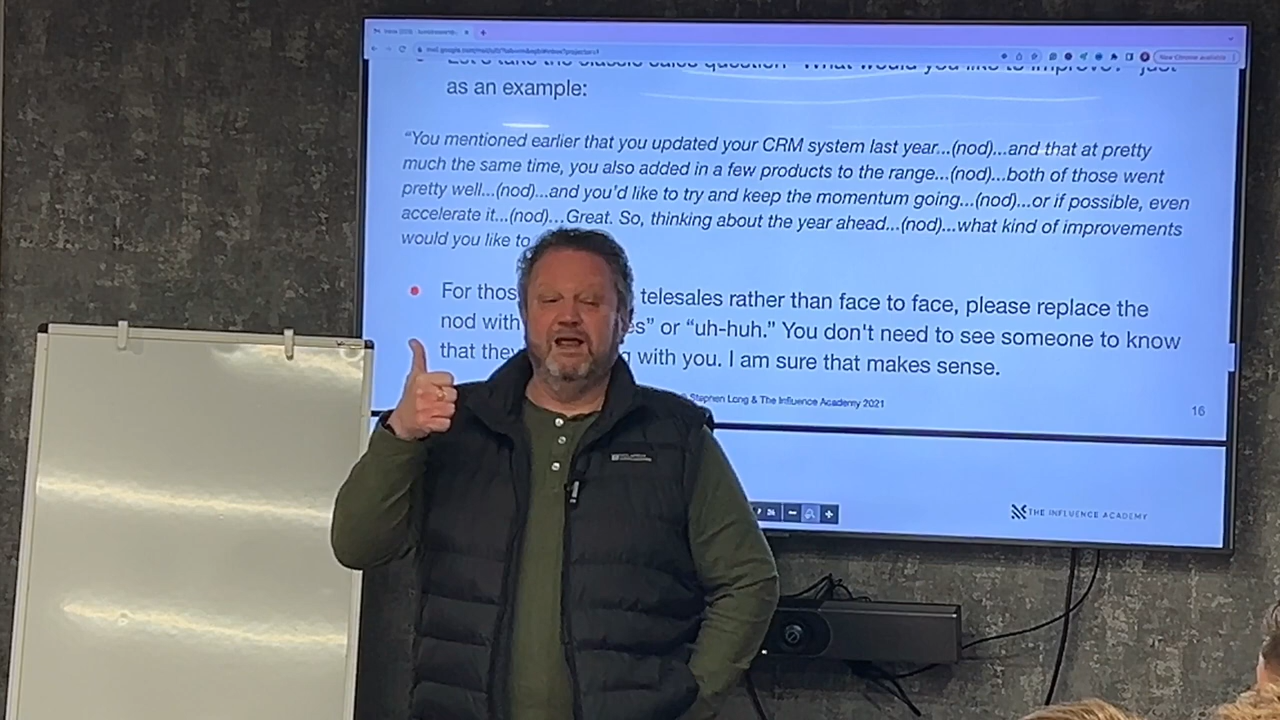 as an example:
“You mentioned earlier that you updated your CRM system last year...(nod)...and that at pretty
much the same time, you also added in a few products to the range...(nod)...both of those went
pretty well...(nod)...and you’d like to try and keep the momentum going...(nod)...or if possible, even
accelerate it...(nod)...Great. So, thinking about the year ahead...(nod)...what kind of improvements
would you like to
For telesales rather than face to face, please replace the
nod with or “uh-huh.” You don't need to see someone to know
that with you. I am sure that makes sense.
Stephen Long & The Influence Academy 2021
16
THE INFLUENCE ACADEMY